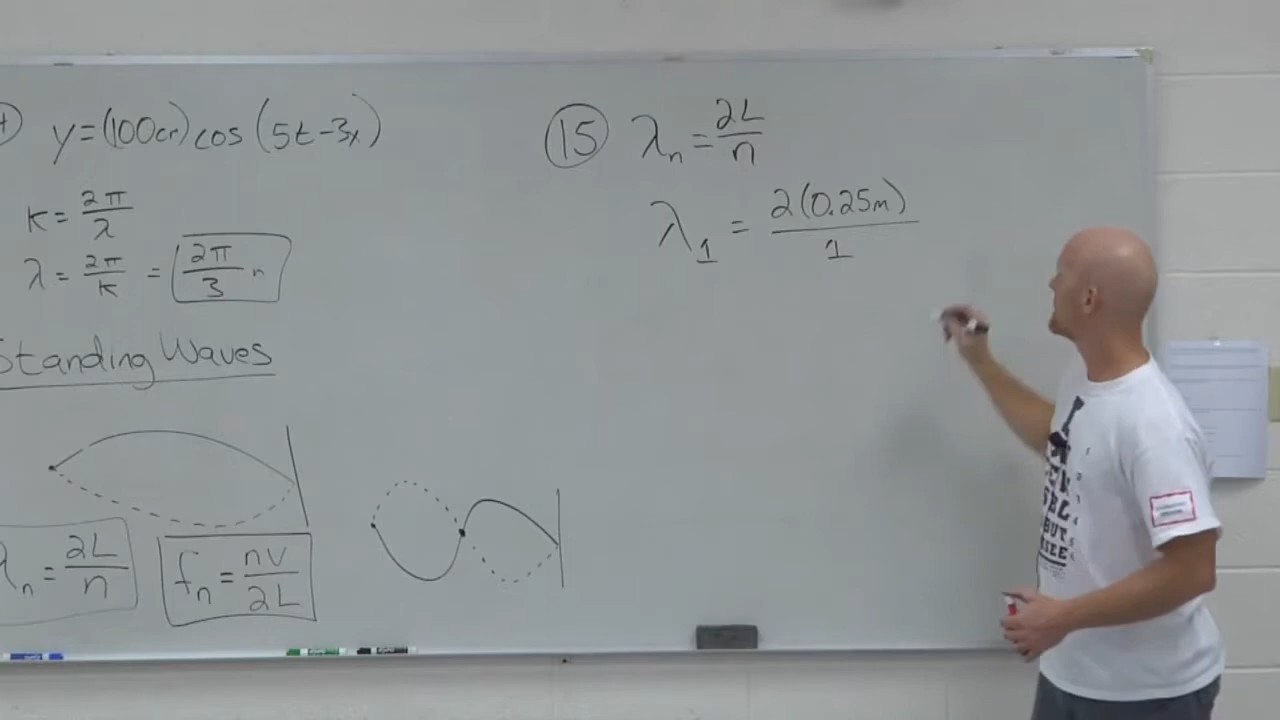 y=(100cm)cos(5t-3x)
K=2π/λ
λ=2π/K=2π/3 m
Standing Waves
λn=2L/n
fn=nv/2L
15 λn=2L/n
λ1=2(0.25m)/1